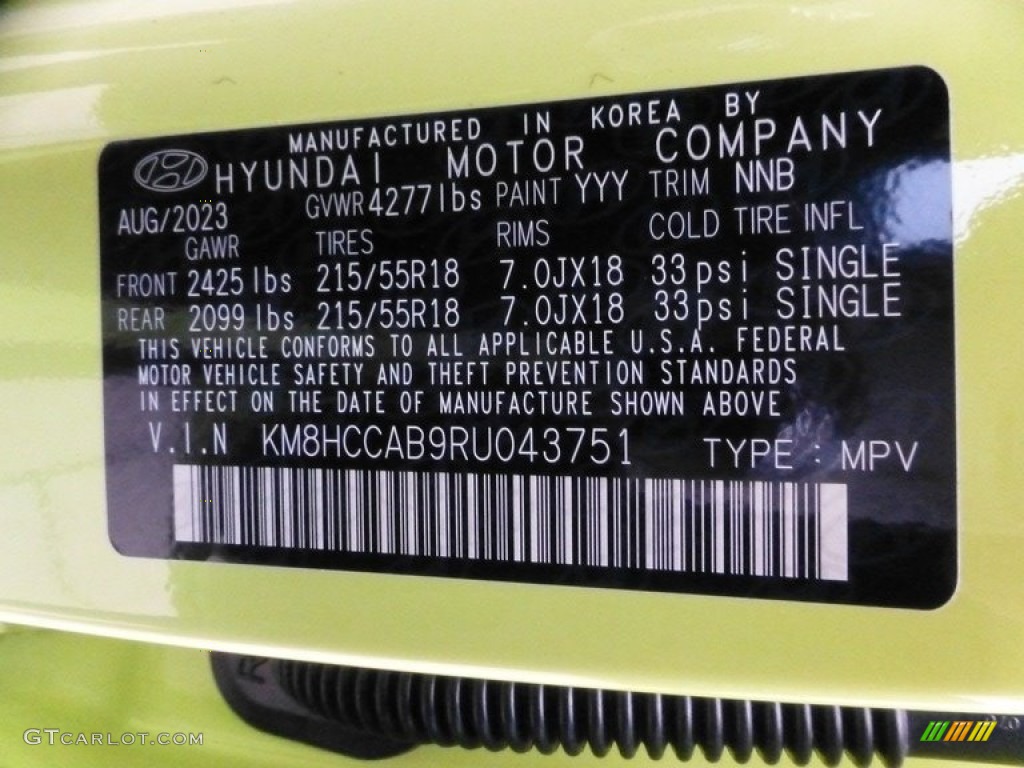 MANUFACTURED IN KOREA BY
HYUNDAI MOTOR COMPANY
AUG/2023 GVWR 4277lbs PAINT YYY TRIM NNB
GAWR TIRES RIMS COLD TIRE INFL
FRONT 2425lbs 215/55R18 7.0JX18 33psi SINGLE
REAR 2099lbs 215/55R18 7.0JX18 33psi SINGLE
THIS VEHICLE CONFORMS TO ALL APPLICABLE U.S.A. FEDERAL
MOTOR VEHICLE SAFETY AND THEFT PREVENTION STANDARDS
IN EFFECT ON THE DATE OF MANUFACTURE SHOWN ABOVE
V.I.N KM8HCCAB9RU043751 TYPE : MPV
R
GTCARLOT.COM